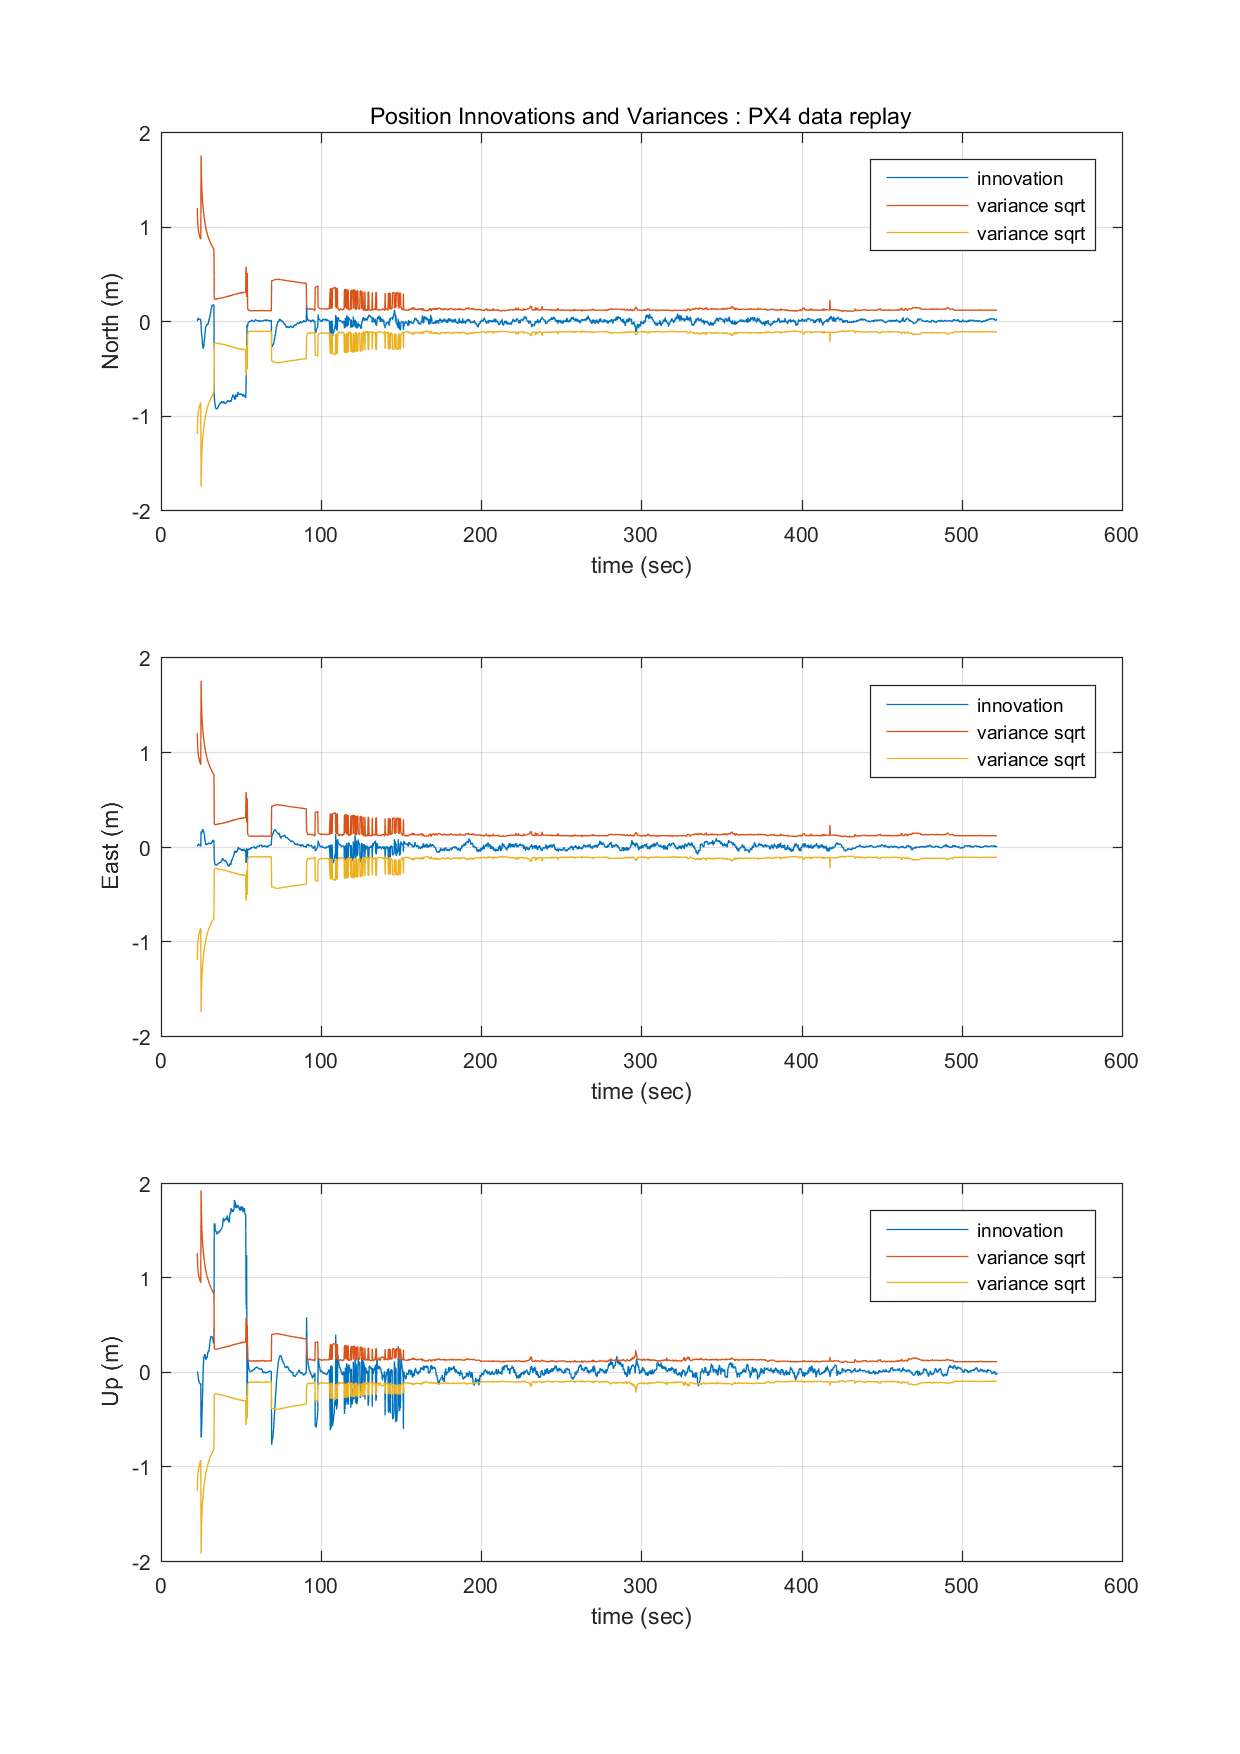 Position Innovations and Variances : PX4 data replay
2
1
0
-1
-2
North (m)
innovation
variance sqrt
variance sqrt
0 100 200 300 400 500 600
time (sec)
2
1
0
-1
-2
East (m)
innovation
variance sqrt
variance sqrt
0 100 200 300 400 500 600
time (sec)
2
1
0
-1
-2
Up (m)
innovation
variance sqrt
variance sqrt
0 100 200 300 400 500 600
time (sec)